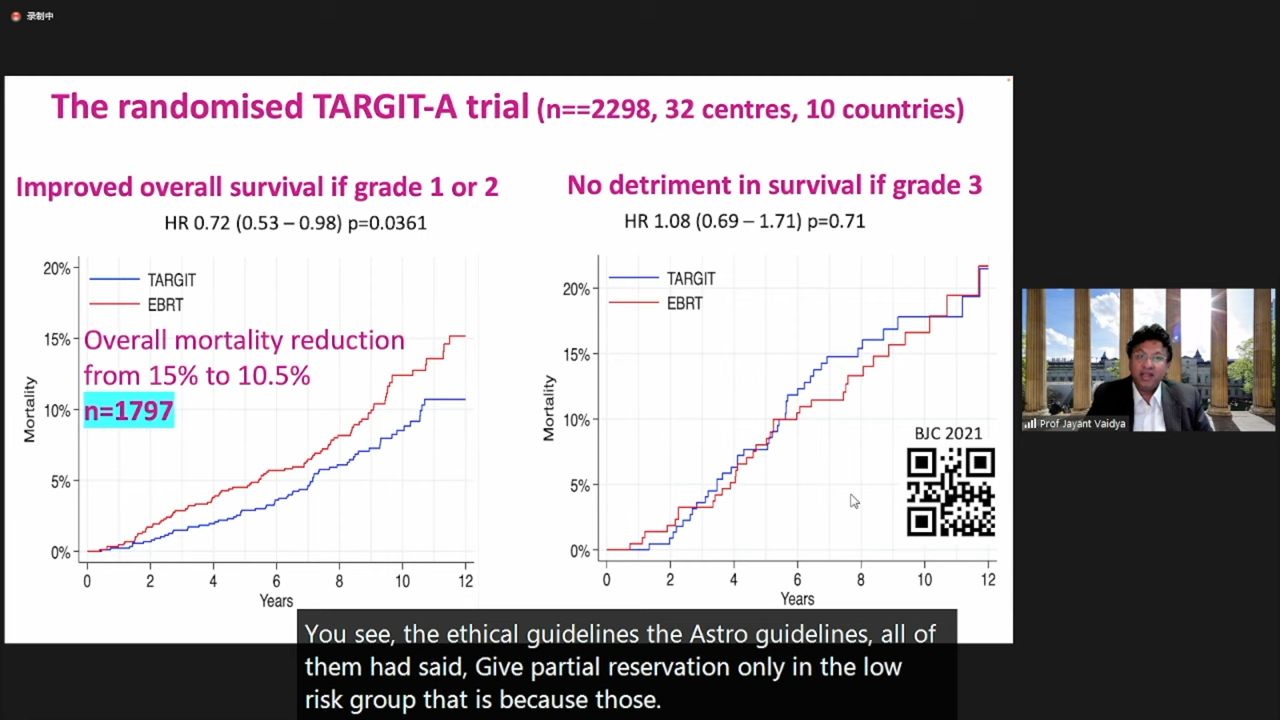 录制中
The randomised TARGIT-A trial (n==2298, 32 centres, 10 countries)
Improved overall survival if grade 1 or 2
HR 0.72 (0.53 – 0.98) p=0.0361
20%
15%
10%
5%
0%
TARGIT
EBRT
Overall mortality reduction
from 15% to 10.5%
n=1797
Mortality
0 2 4 6 8 10 12
Years
No detriment in survival if grade 3
HR 1.08 (0.69 – 1.71) p=0.71
20%
15%
10%
5%
0%
TARGIT
EBRT
Mortality
BJC 2021
0 2 4 6 8 10 12
Years
Prof Jayant Vaidya
You see, the ethical guidelines the Astro guidelines, all of
them had said, Give partial reservation only in the low
risk group that is because those.